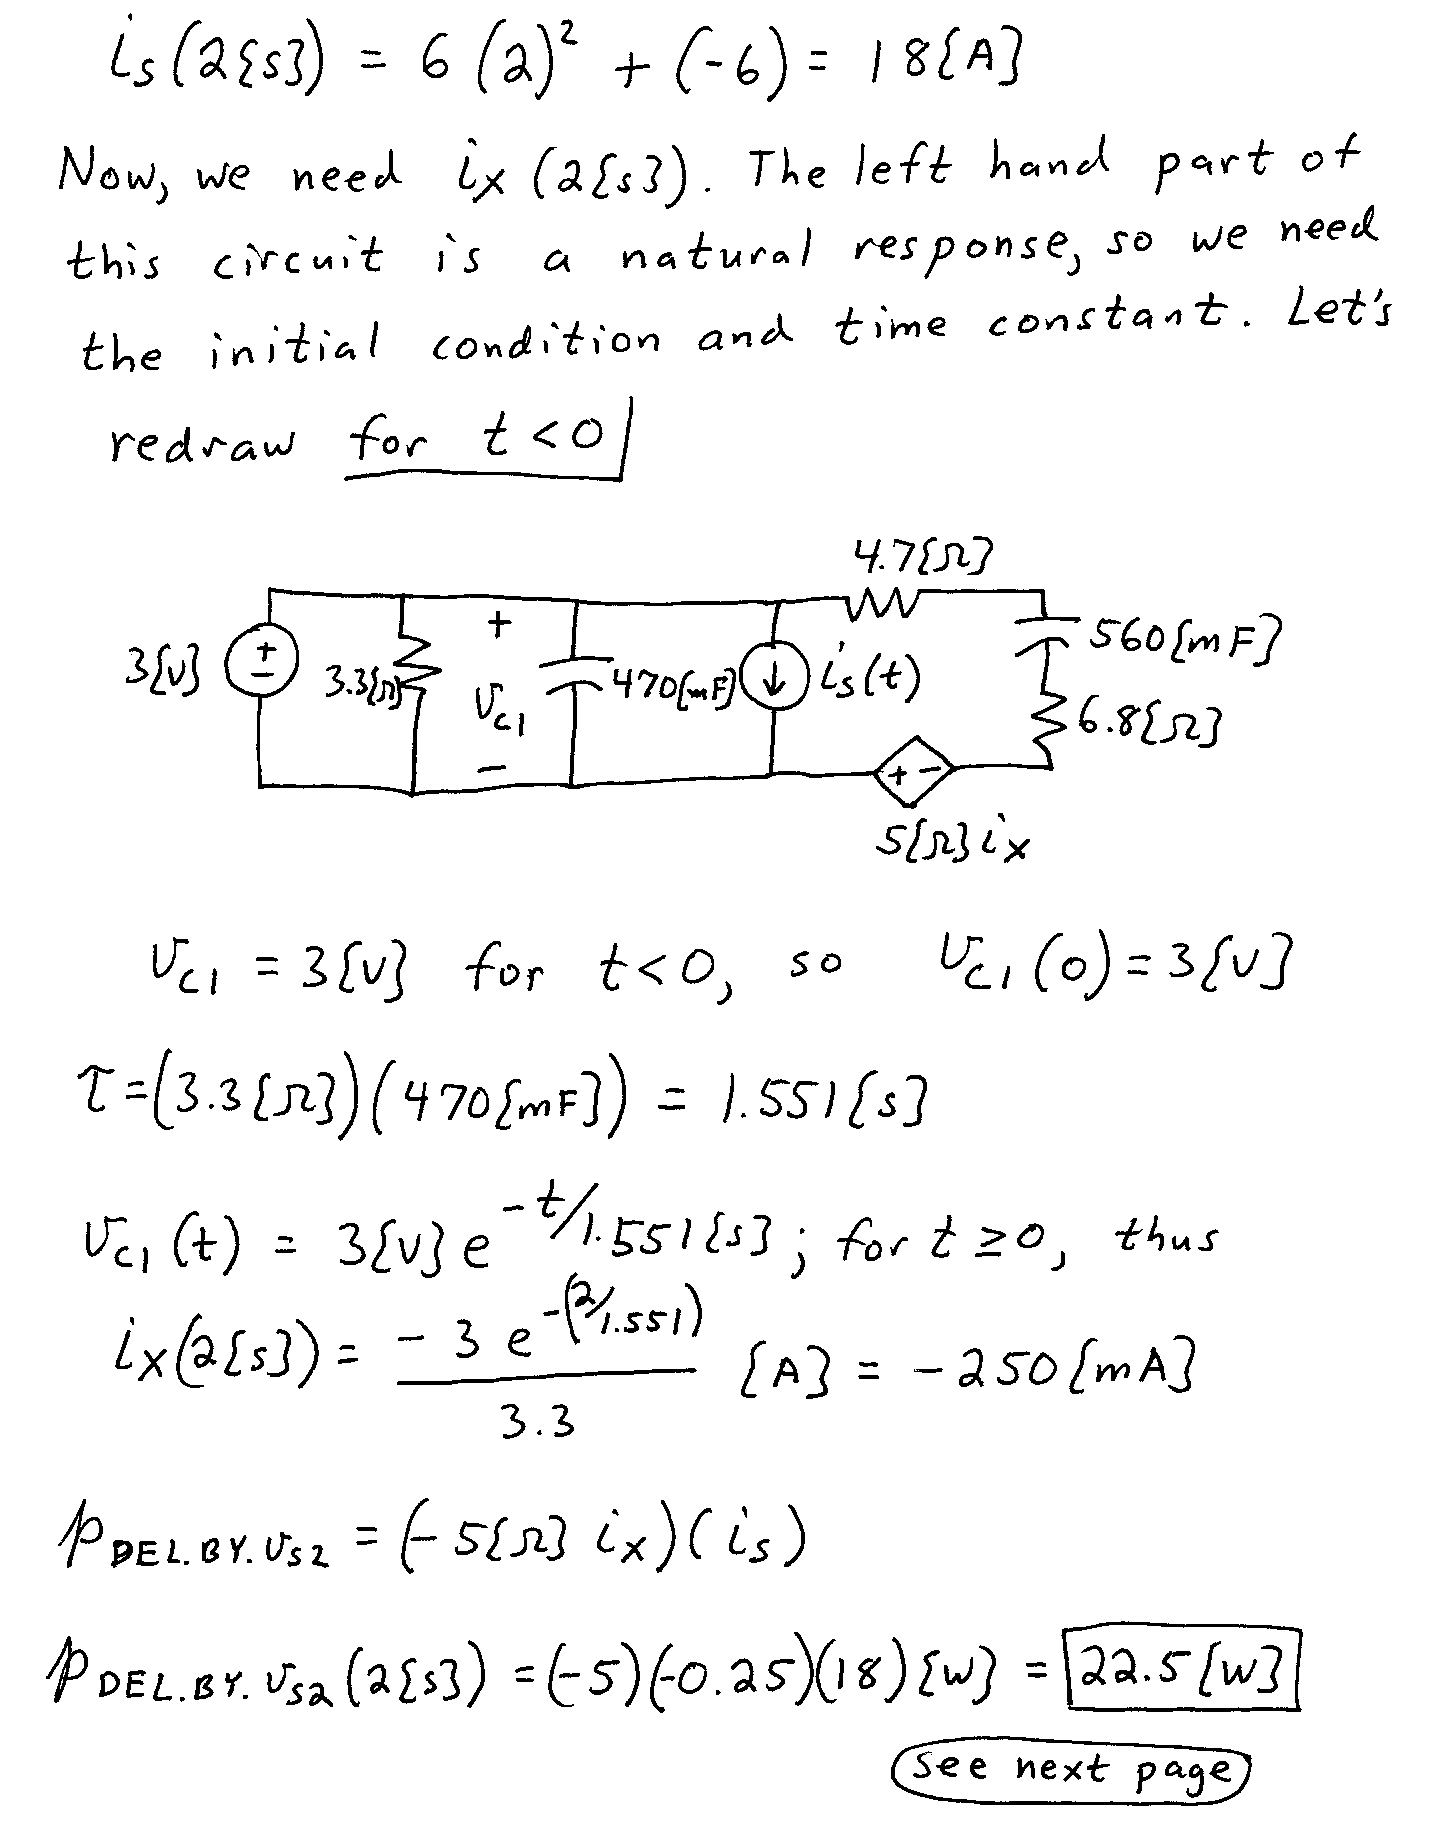 is(2{s}) = 6(2)² + (-6) = 18{A}
Now, we need ix(2{s}). The left hand part of
this circuit is a natural response, so we need
the initial condition and time constant. Let's
redraw for t<0
4.7{Ω}
3{V} + - 3.3{Ω} + vC1 - 470{mF} is(t) 560{mF}
6.8{Ω}
+ -
5{Ω}ix
vC1 = 3{V} for t<0, so vC1(0) = 3{V}
τ = (3.3{Ω})(470{mF}) = 1.551{s}
vC1(t) = 3{V}e^-t/1.551{s}; for t ≥ 0, thus
ix(2{s}) = -3e^-(2/1.551) / 3.3 {A} = -250{mA}
pDEL.BY.vS2 = (-5{Ω} ix)(is)
pDEL.BY.vS2(2{s}) = (-5)(-0.25)(18){W} = 22.5{W}
see next page